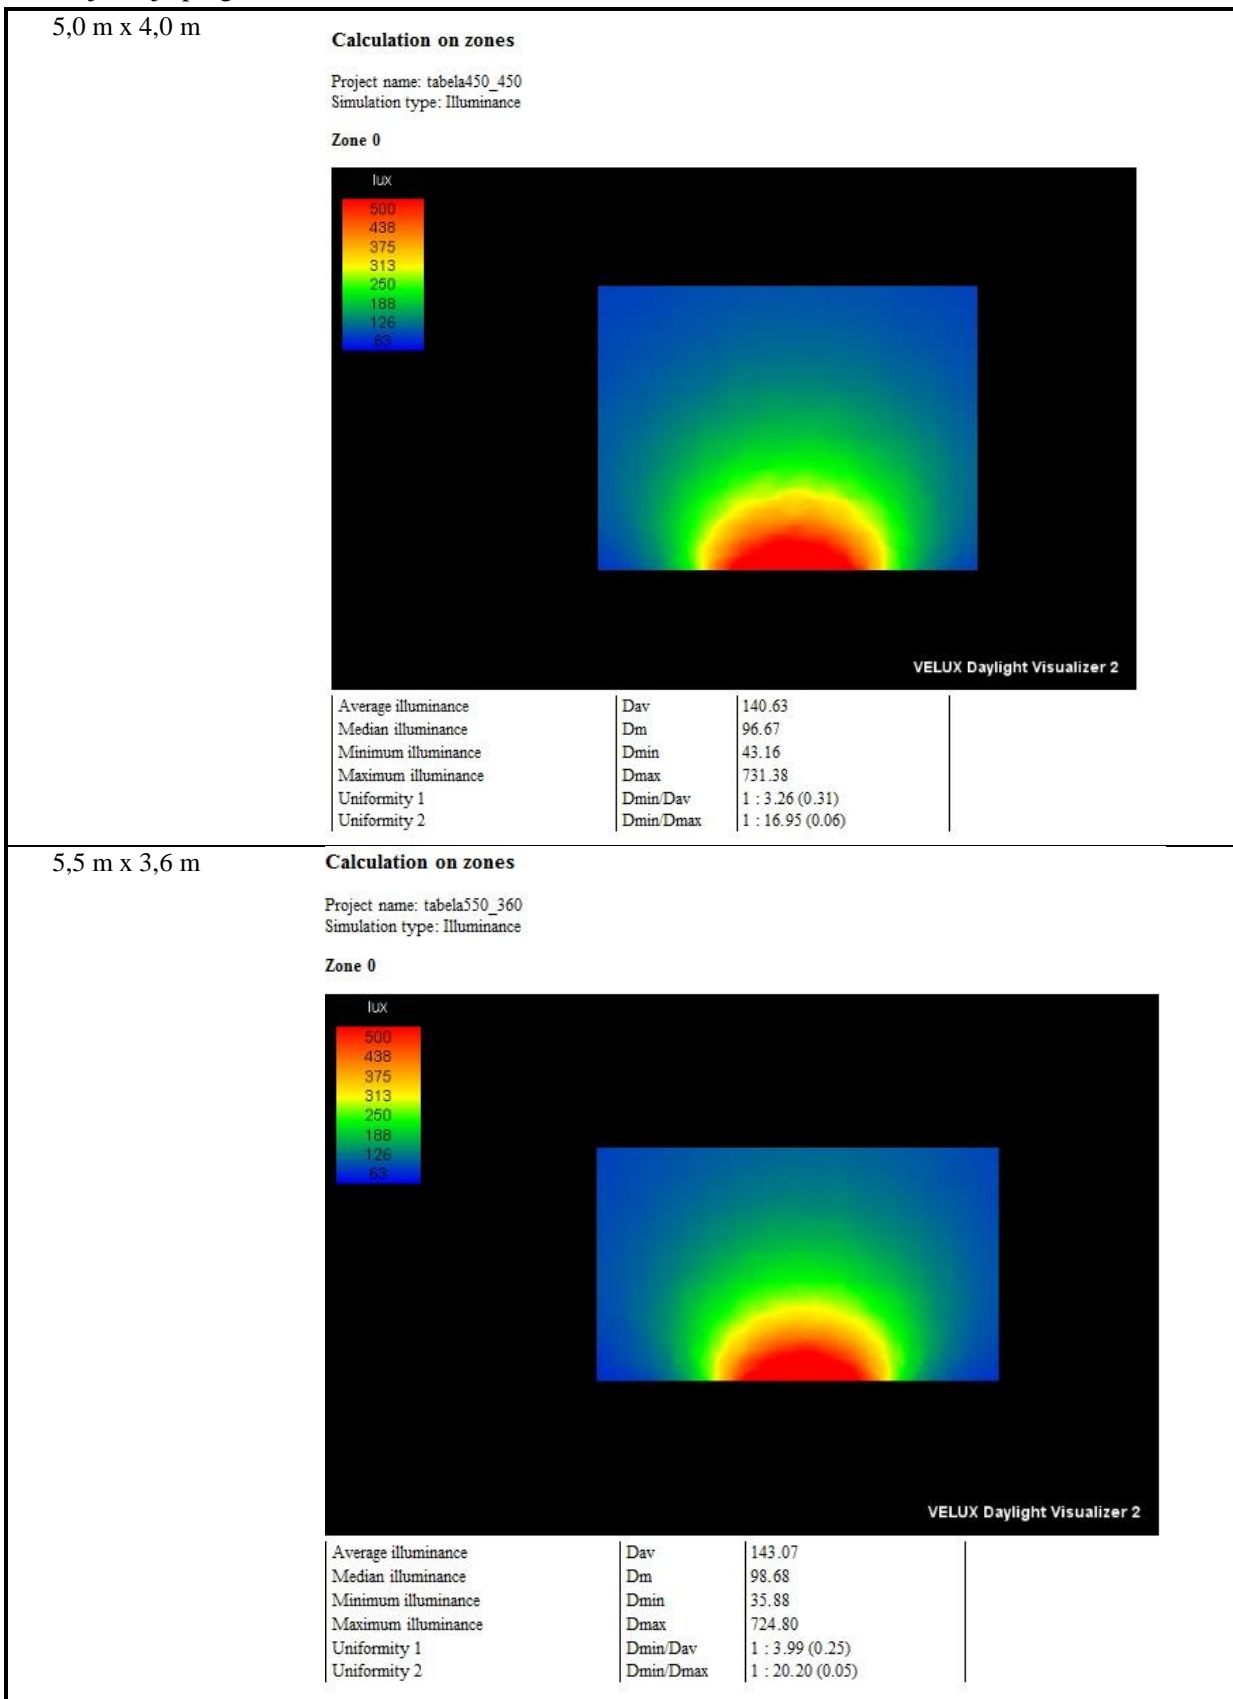 5,0 m x 4,0 m
Calculation on zones
Project name: tabela450_450
Simulation type: Illuminance
Zone 0
lux
500
438
375
313
250
188
126
63
VELUX Daylight Visualizer 2
Average illuminance Dav 140.63
Median illuminance Dm 96.67
Minimum illuminance Dmin 43.16
Maximum illuminance Dmax 731.38
Uniformity 1 Dmin/Dav 1 : 3.26 (0.31)
Uniformity 2 Dmin/Dmax 1 : 16.95 (0.06)
5,5 m x 3,6 m
Calculation on zones
Project name: tabela550_360
Simulation type: Illuminance
Zone 0
lux
500
438
375
313
250
188
126
63
VELUX Daylight Visualizer 2
Average illuminance Dav 143.07
Median illuminance Dm 98.68
Minimum illuminance Dmin 35.88
Maximum illuminance Dmax 724.80
Uniformity 1 Dmin/Dav 1 : 3.99 (0.25)
Uniformity 2 Dmin/Dmax 1 : 20.20 (0.05)